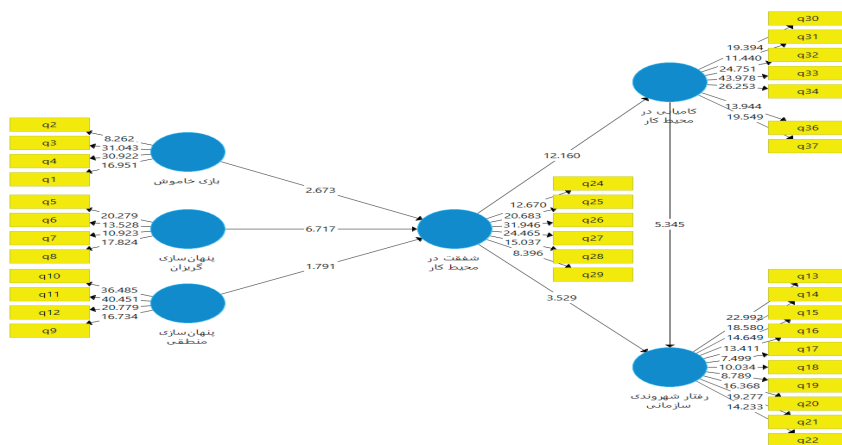 q2
q3
q4
q1
8.262
31.043
30.922
16.951
بازی خاموش
q5
q6
q7
q8
20.279
13.528
10.923
17.824
پنهان‌سازی
گریزان
q10
q11
q12
q9
36.485
40.451
20.779
16.734
پنهان‌سازی
منطقی
2.673
6.717
1.791
شفقت در
محیط کار
12.670
20.683
31.946
24.465
15.037
8.396
q24
q25
q26
q27
q28
q29
12.160
3.529
5.345
کامیابی در
محیط کار
19.394
11.440
24.751
43.978
26.253
13.944
19.549
q30
q31
q32
q33
q34
q36
q37
رفتار شهروندی
سازمانی
22.992
18.580
14.649
13.411
7.499
10.034
8.789
16.368
19.277
14.233
q13
q14
q15
q16
q17
q18
q19
q20
q21
q22